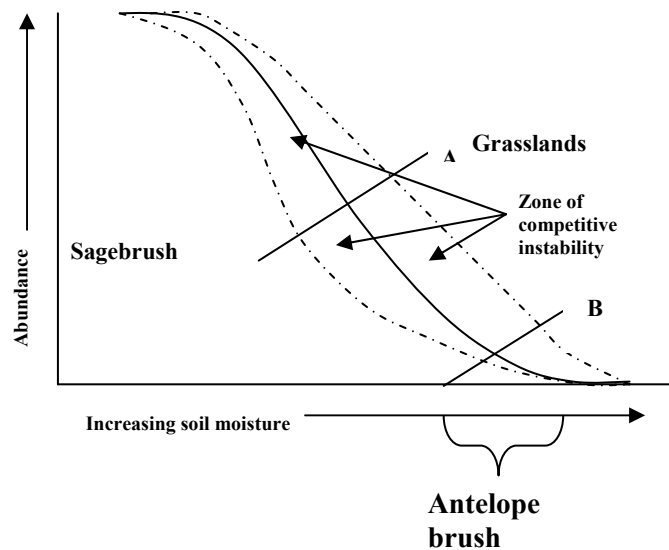 A
Grasslands
Zone of
competitive
instability
Sagebrush
Abundance
B
Increasing soil moisture
Antelope
brush